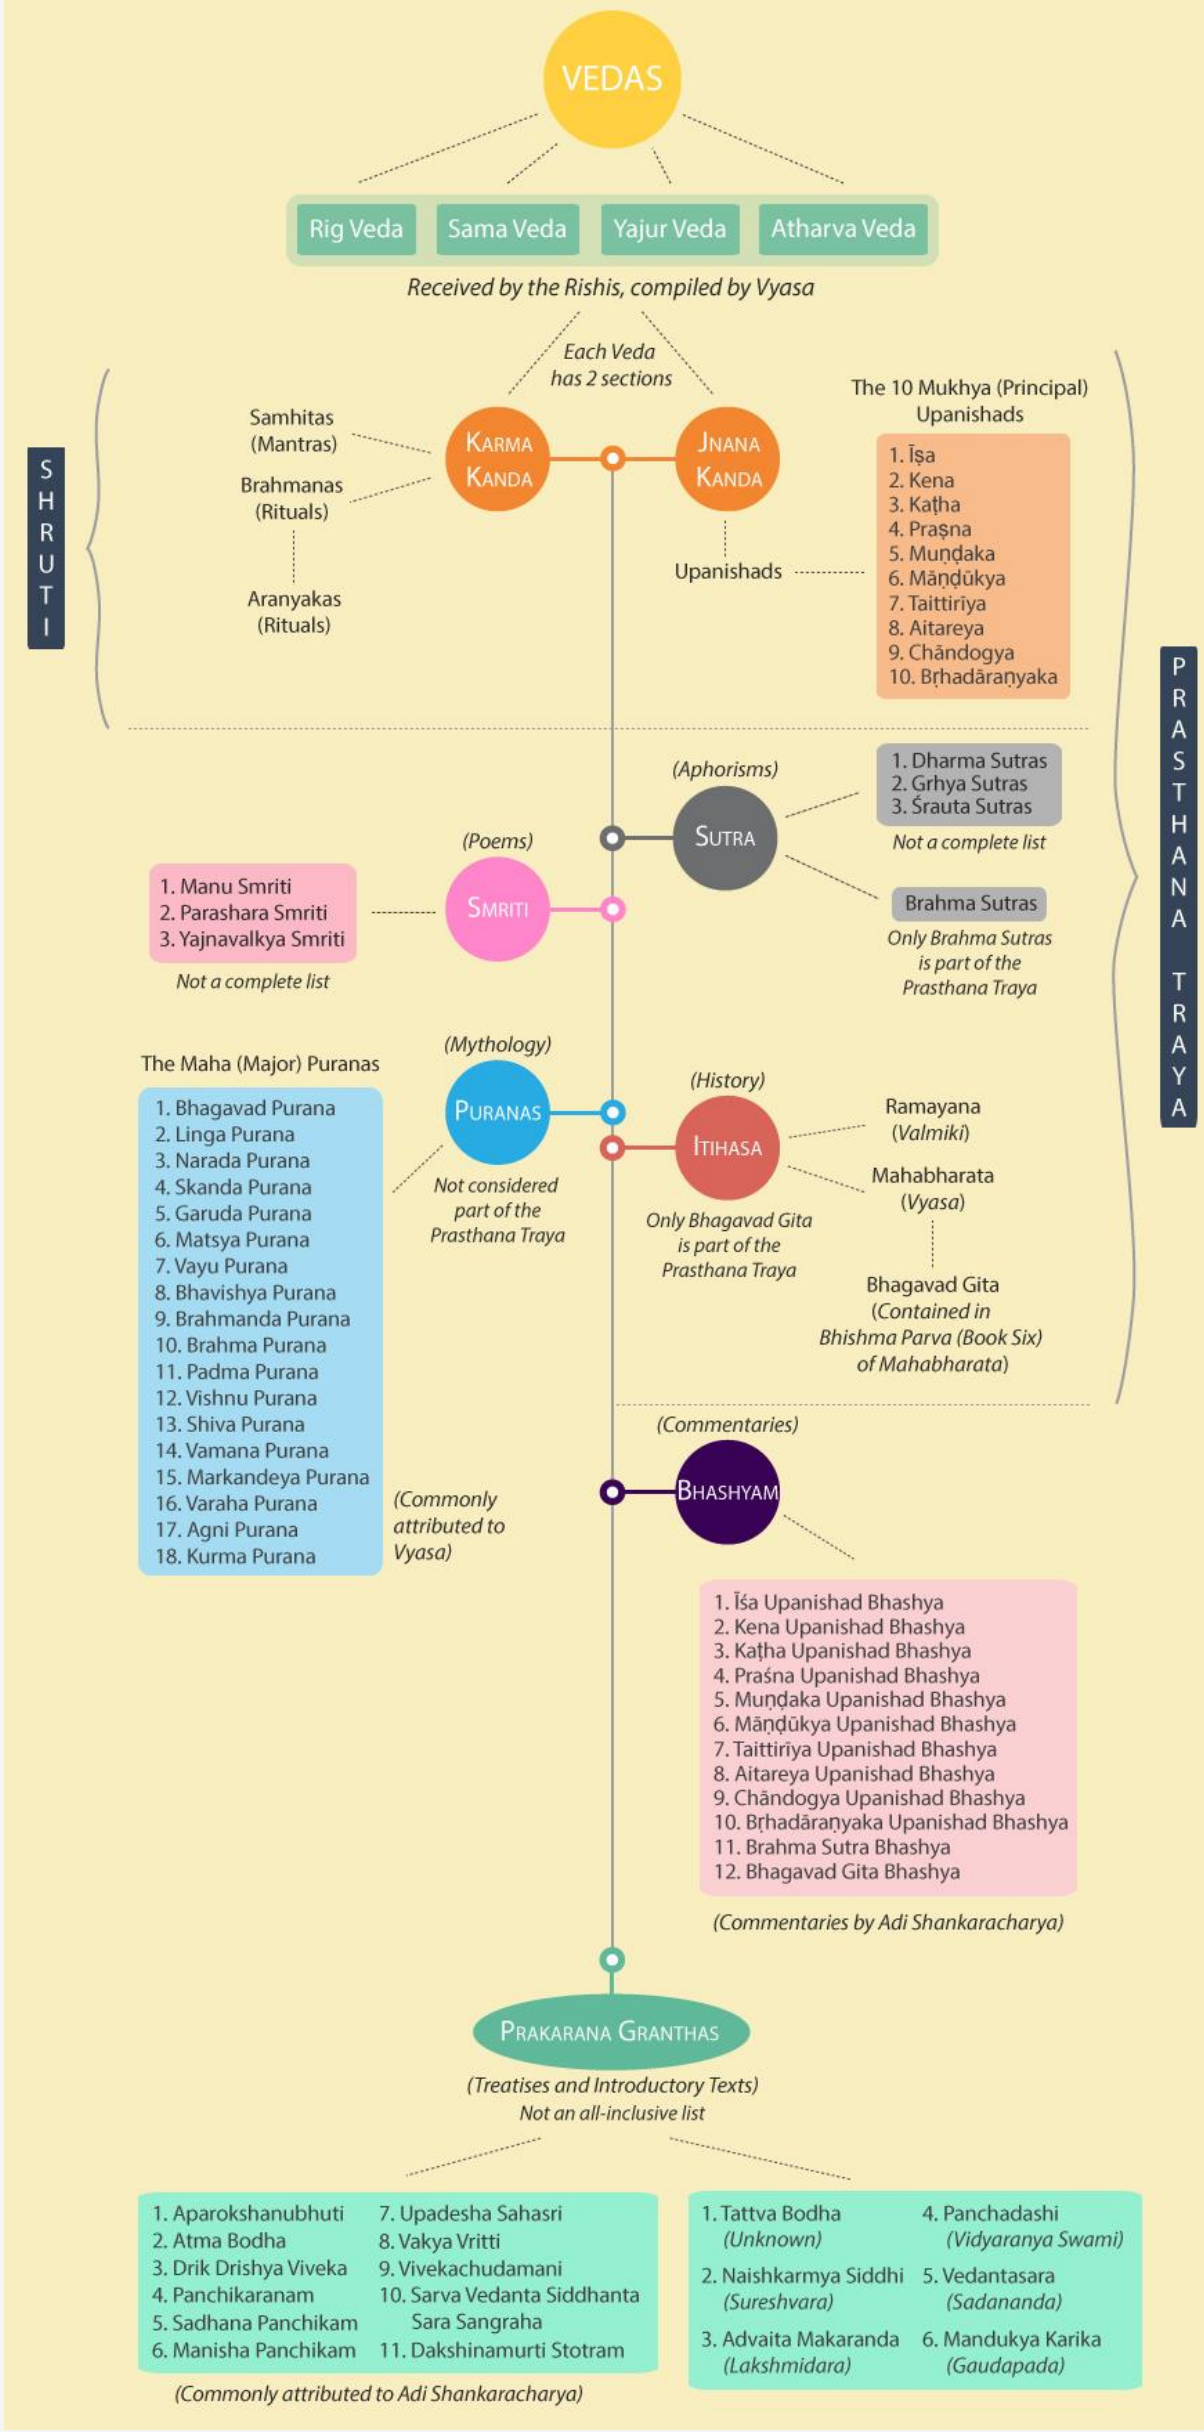 VEDAS
Rig Veda
Sama Veda
Yajur Veda
Atharva Veda
Received by the Rishis, compiled by Vyasa
Each Veda
has 2 sections
SHRUTI
Samhitas
(Mantras)
Brahmanas
(Rituals)
Aranyakas
(Rituals)
KARMA
KANDA
JNANA
KANDA
Upanishads
The 10 Mukhya (Principal)
Upanishads
1. Īṣa
2. Kena
3. Kaṭha
4. Praṣna
5. Muṇḍaka
6. Māṇḍūkya
7. Taittirīya
8. Aitareya
9. Chāndogya
10. Bṛhadāraṇyaka
PRASTHANA TRAYA
(Aphorisms)
SUTRA
1. Dharma Sutras
2. Grhya Sutras
3. Śrauta Sutras
Not a complete list
Brahma Sutras
Only Brahma Sutras
is part of the
Prasthana Traya
(Poems)
SMRITI
1. Manu Smriti
2. Parashara Smriti
3. Yajnavalkya Smriti
Not a complete list
(Mythology)
PURANAS
Not considered
part of the
Prasthana Traya
The Maha (Major) Puranas
1. Bhagavad Purana
2. Linga Purana
3. Narada Purana
4. Skanda Purana
5. Garuda Purana
6. Matsya Purana
7. Vayu Purana
8. Bhavishya Purana
9. Brahmanda Purana
10. Brahma Purana
11. Padma Purana
12. Vishnu Purana
13. Shiva Purana
14. Vamana Purana
15. Markandeya Purana
16. Varaha Purana
17. Agni Purana
18. Kurma Purana
(Commonly
attributed to
Vyasa)
(History)
ITIHASA
Only Bhagavad Gita
is part of the
Prasthana Traya
Ramayana
(Valmiki)
Mahabharata
(Vyasa)
Bhagavad Gita
(Contained in
Bhishma Parva (Book Six)
of Mahabharata)
(Commentaries)
BHASHYAM
1. Īśa Upanishad Bhashya
2. Kena Upanishad Bhashya
3. Kaṭha Upanishad Bhashya
4. Praśna Upanishad Bhashya
5. Muṇḍaka Upanishad Bhashya
6. Māṇḍūkya Upanishad Bhashya
7. Taittirīya Upanishad Bhashya
8. Aitareya Upanishad Bhashya
9. Chāndogya Upanishad Bhashya
10. Bṛhadāraṇyaka Upanishad Bhashya
11. Brahma Sutra Bhashya
12. Bhagavad Gita Bhashya
(Commentaries by Adi Shankaracharya)
PRAKARANA GRANTHAS
(Treatises and Introductory Texts)
Not an all-inclusive list
1. Aparokshanubhuti
2. Atma Bodha
3. Drik Drishya Viveka
4. Panchikaranam
5. Sadhana Panchikam
6. Manisha Panchikam
7. Upadesha Sahasri
8. Vakya Vritti
9. Vivekachudamani
10. Sarva Vedanta Siddhanta
Sara Sangraha
11. Dakshinamurti Stotram
(Commonly attributed to Adi Shankaracharya)
1. Tattva Bodha
(Unknown)
2. Naishkarmya Siddhi
(Sureshvara)
3. Advaita Makaranda
(Lakshmidara)
4. Panchadashi
(Vidyaranya Swami)
5. Vedantasara
(Sadananda)
6. Mandukya Karika
(Gaudapada)